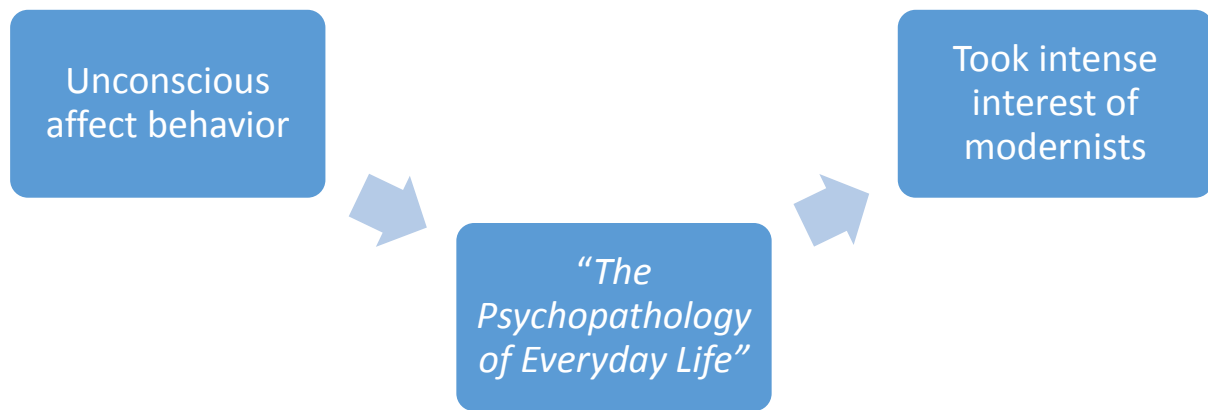 Unconscious
affect behavior
“The
Psychopathology
of Everyday Life”
Took intense
interest of
modernists